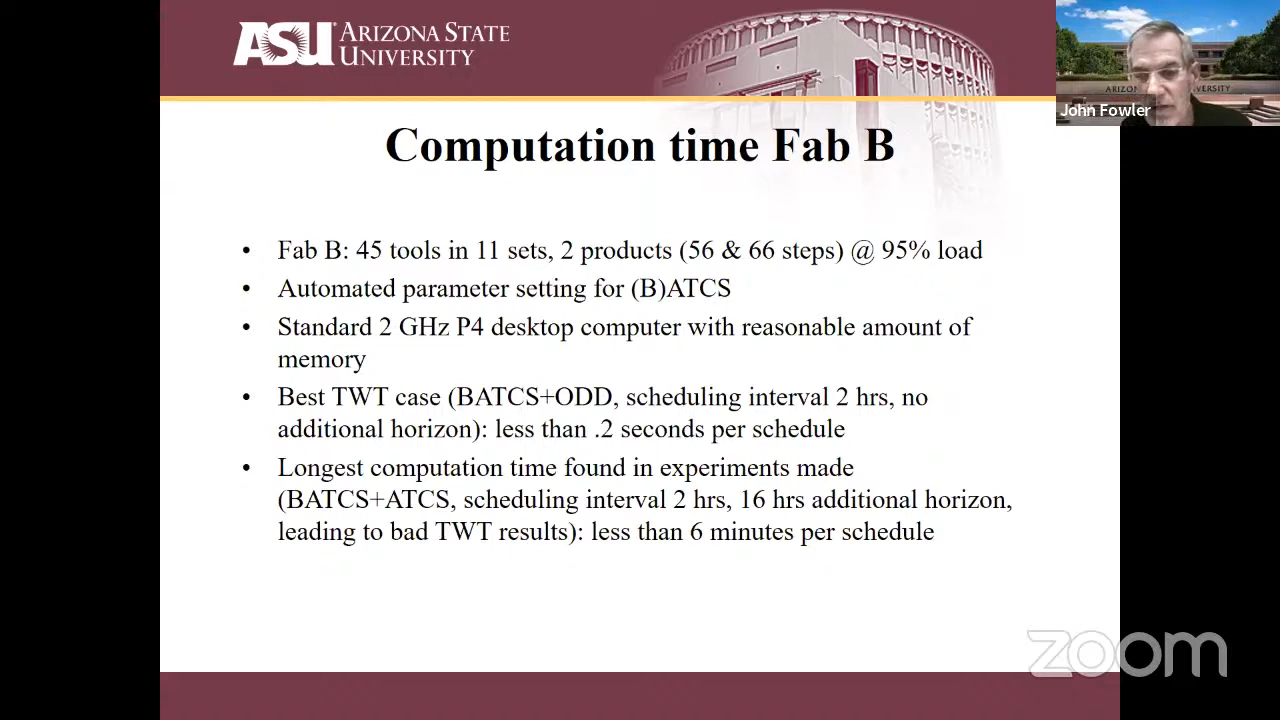 ASU ARIZONA STATE
UNIVERSITY
ARIZON
VERSITY
John Fowler
Computation time Fab B
• Fab B: 45 tools in 11 sets, 2 products (56 & 66 steps) @ 95% load
• Automated parameter setting for (B)ATCS
• Standard 2 GHz P4 desktop computer with reasonable amount of
memory
• Best TWT case (BATCS+ODD, scheduling interval 2 hrs, no
additional horizon): less than .2 seconds per schedule
• Longest computation time found in experiments made
(BATCS+ATCS, scheduling interval 2 hrs, 16 hrs additional horizon,
leading to bad TWT results): less than 6 minutes per schedule
zoom